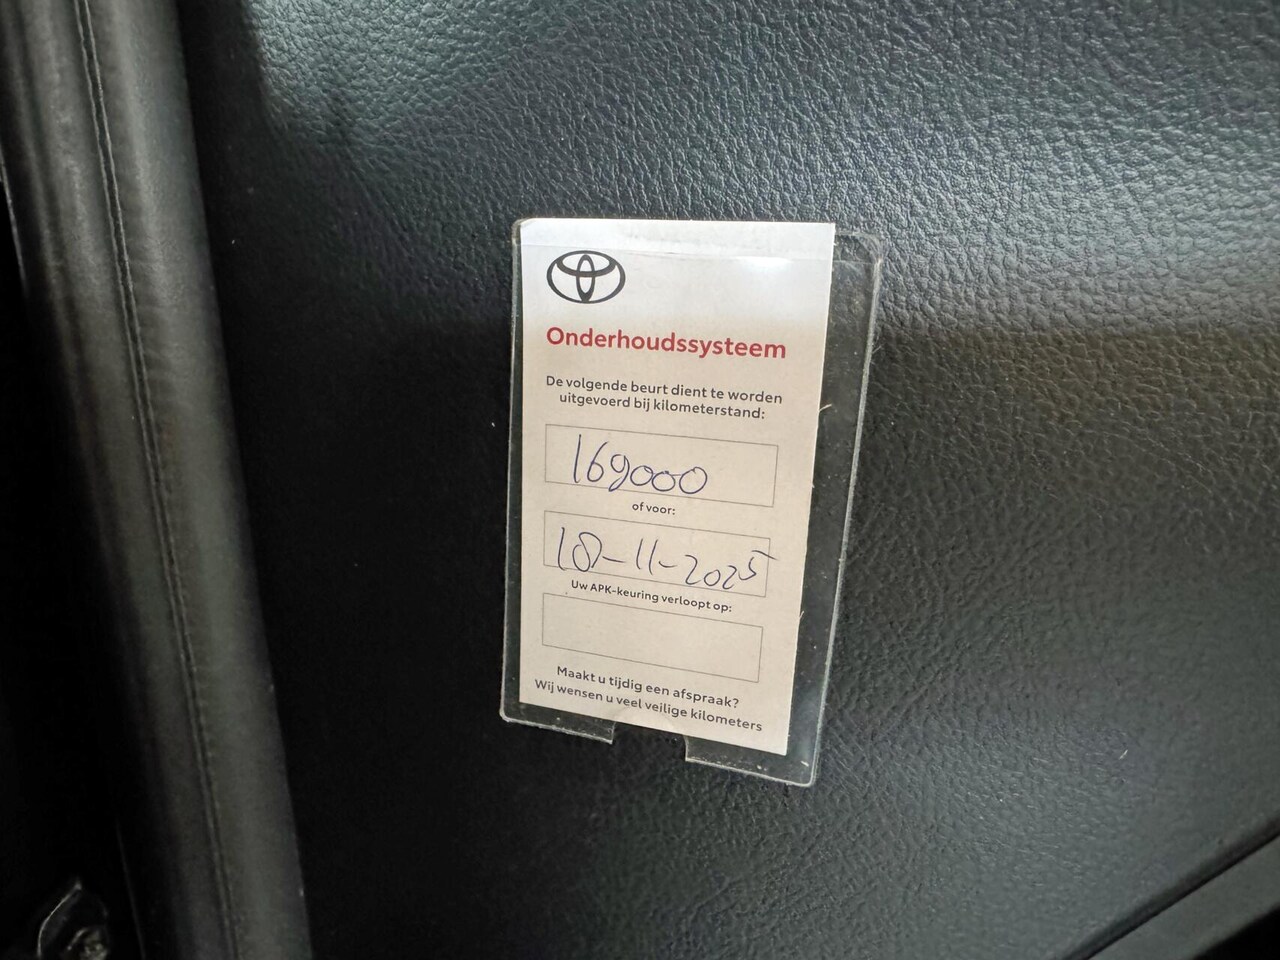 Onderhoudssysteem
De volgende beurt dient te worden
uitgevoerd bij kilometerstand:
169000
of voor:
18-11-2025
Uw APK-keuring verloopt op:
Maakt u tijdig een afspraak?
Wij wensen u veel veilige kilometers